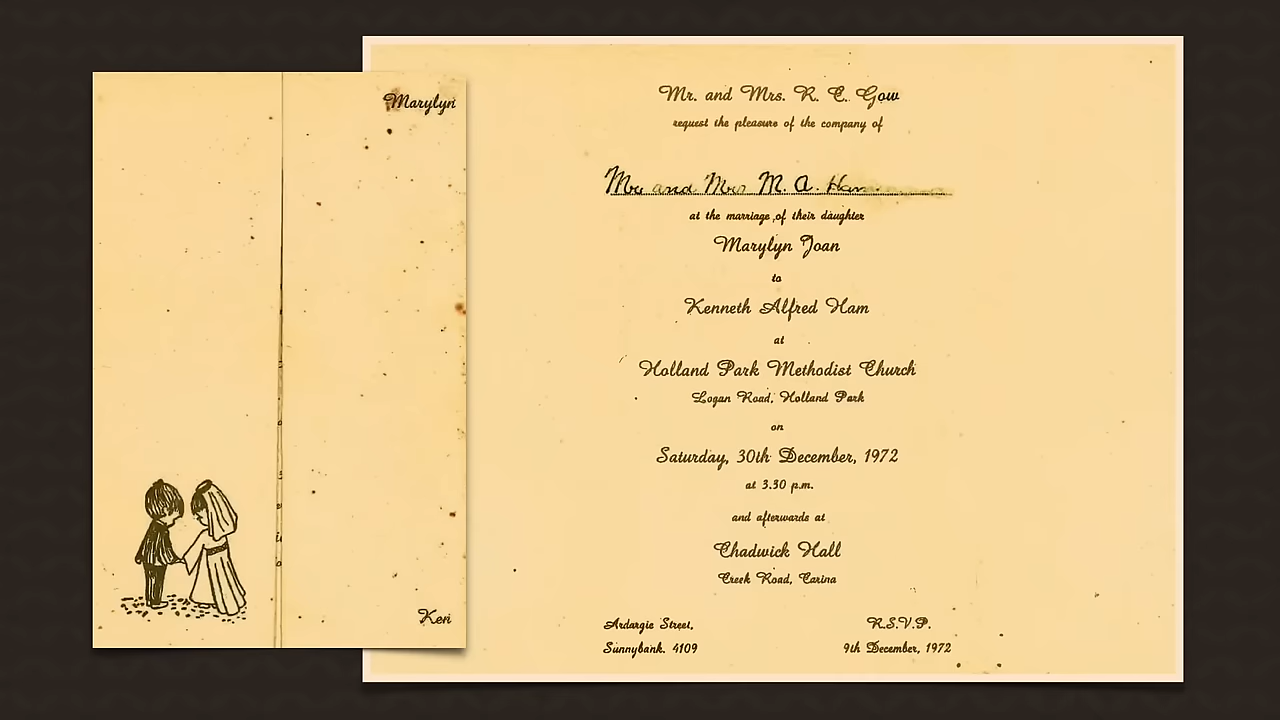 Marylyn
Ken
Mr. and Mrs. R. C. Gow
request the pleasure of the company of
Mr and Mrs M. A. Ham
at the marriage of their daughter
Marylyn Joan
to
Kenneth Alfred Ham
at
Holland Park Methodist Church
Logan Road, Holland Park
on
Saturday, 30th December, 1972
at 3.30 p.m.
and afterwards at
Chadwick Hall
Creek Road, Carina
Ardargie Street,
Sunnybank. 4109
R.S.V.P.
9th December, 1972